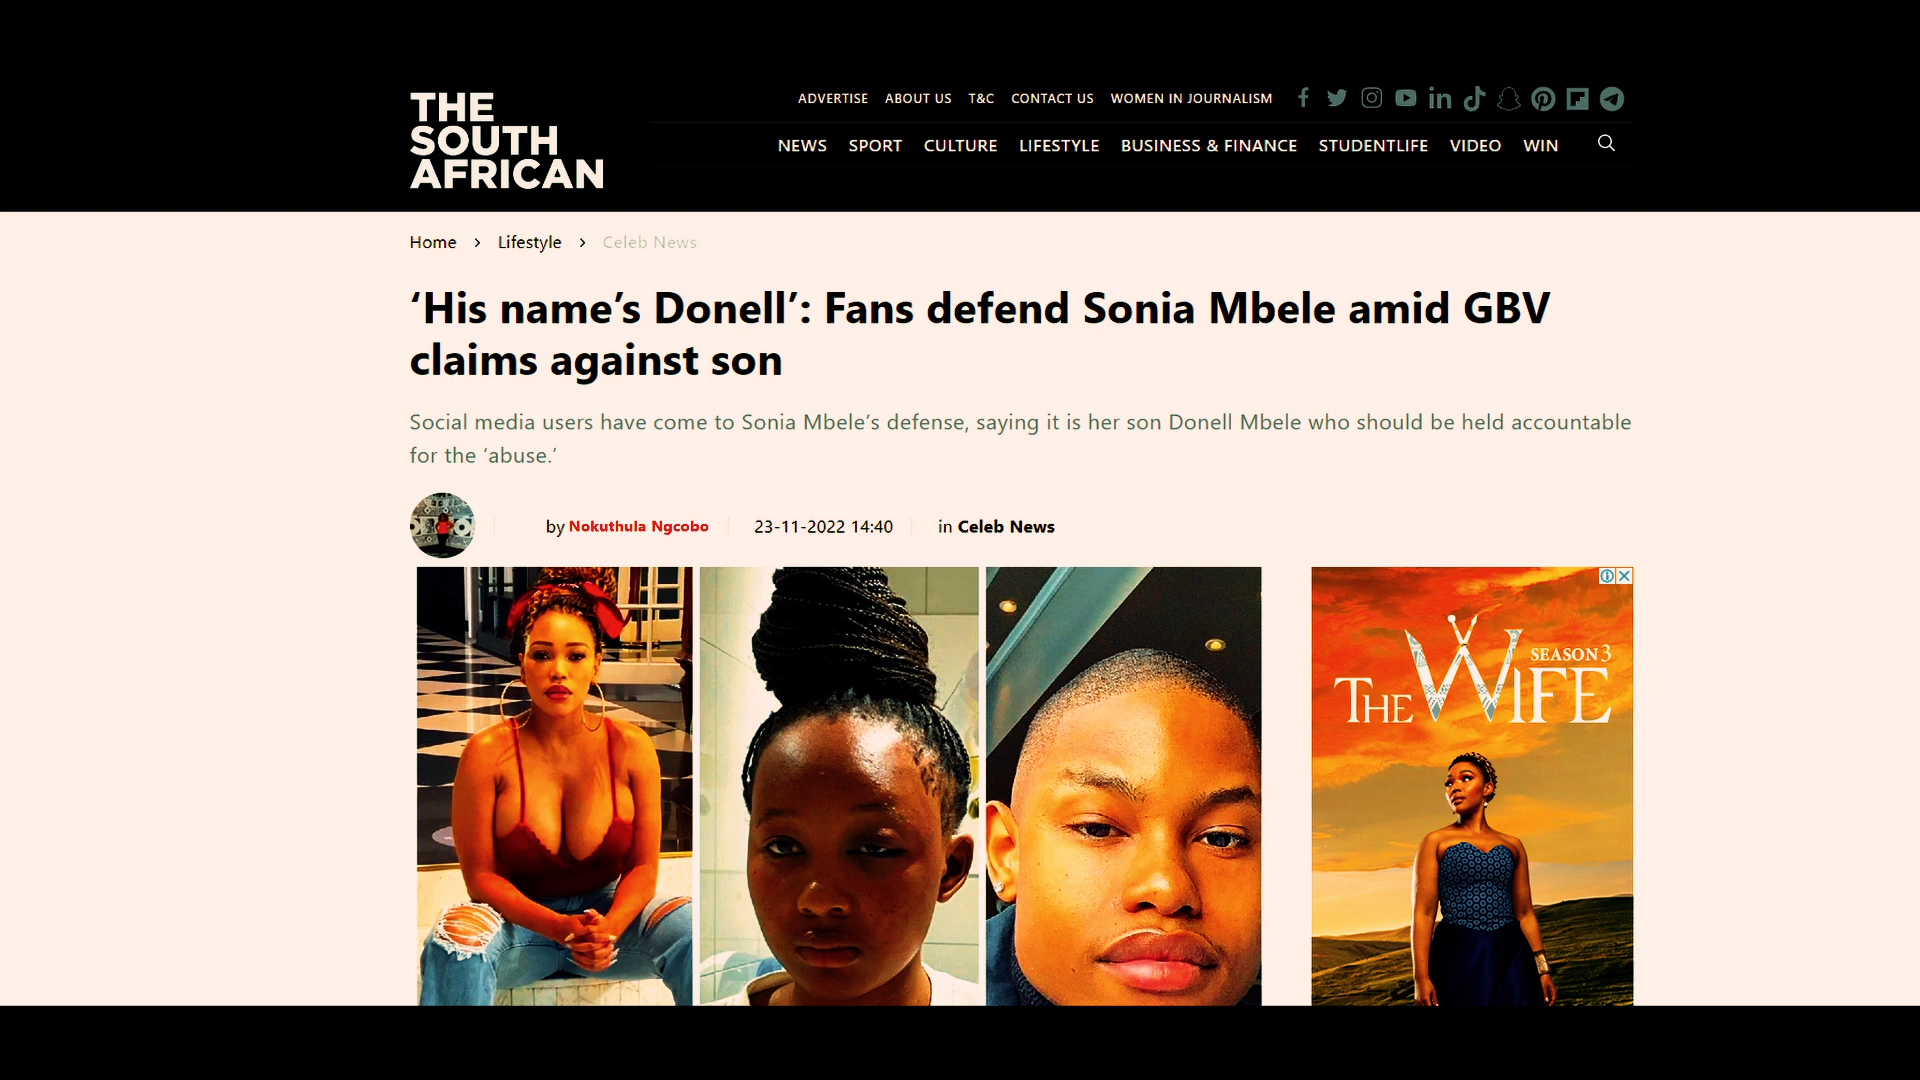 THE
SOUTH
AFRICAN
ADVERTISE ABOUT US T&C CONTACT US WOMEN IN JOURNALISM
NEWS SPORT CULTURE LIFESTYLE BUSINESS & FINANCE STUDENTLIFE VIDEO WIN
Home > Lifestyle > Celeb News
‘His name’s Donell’: Fans defend Sonia Mbele amid GBV
claims against son
Social media users have come to Sonia Mbele’s defense, saying it is her son Donell Mbele who should be held accountable
for the ‘abuse.’
by Nokuthula Ngcobo 23-11-2022 14:40 in Celeb News
SEASON 3
THE WIFE